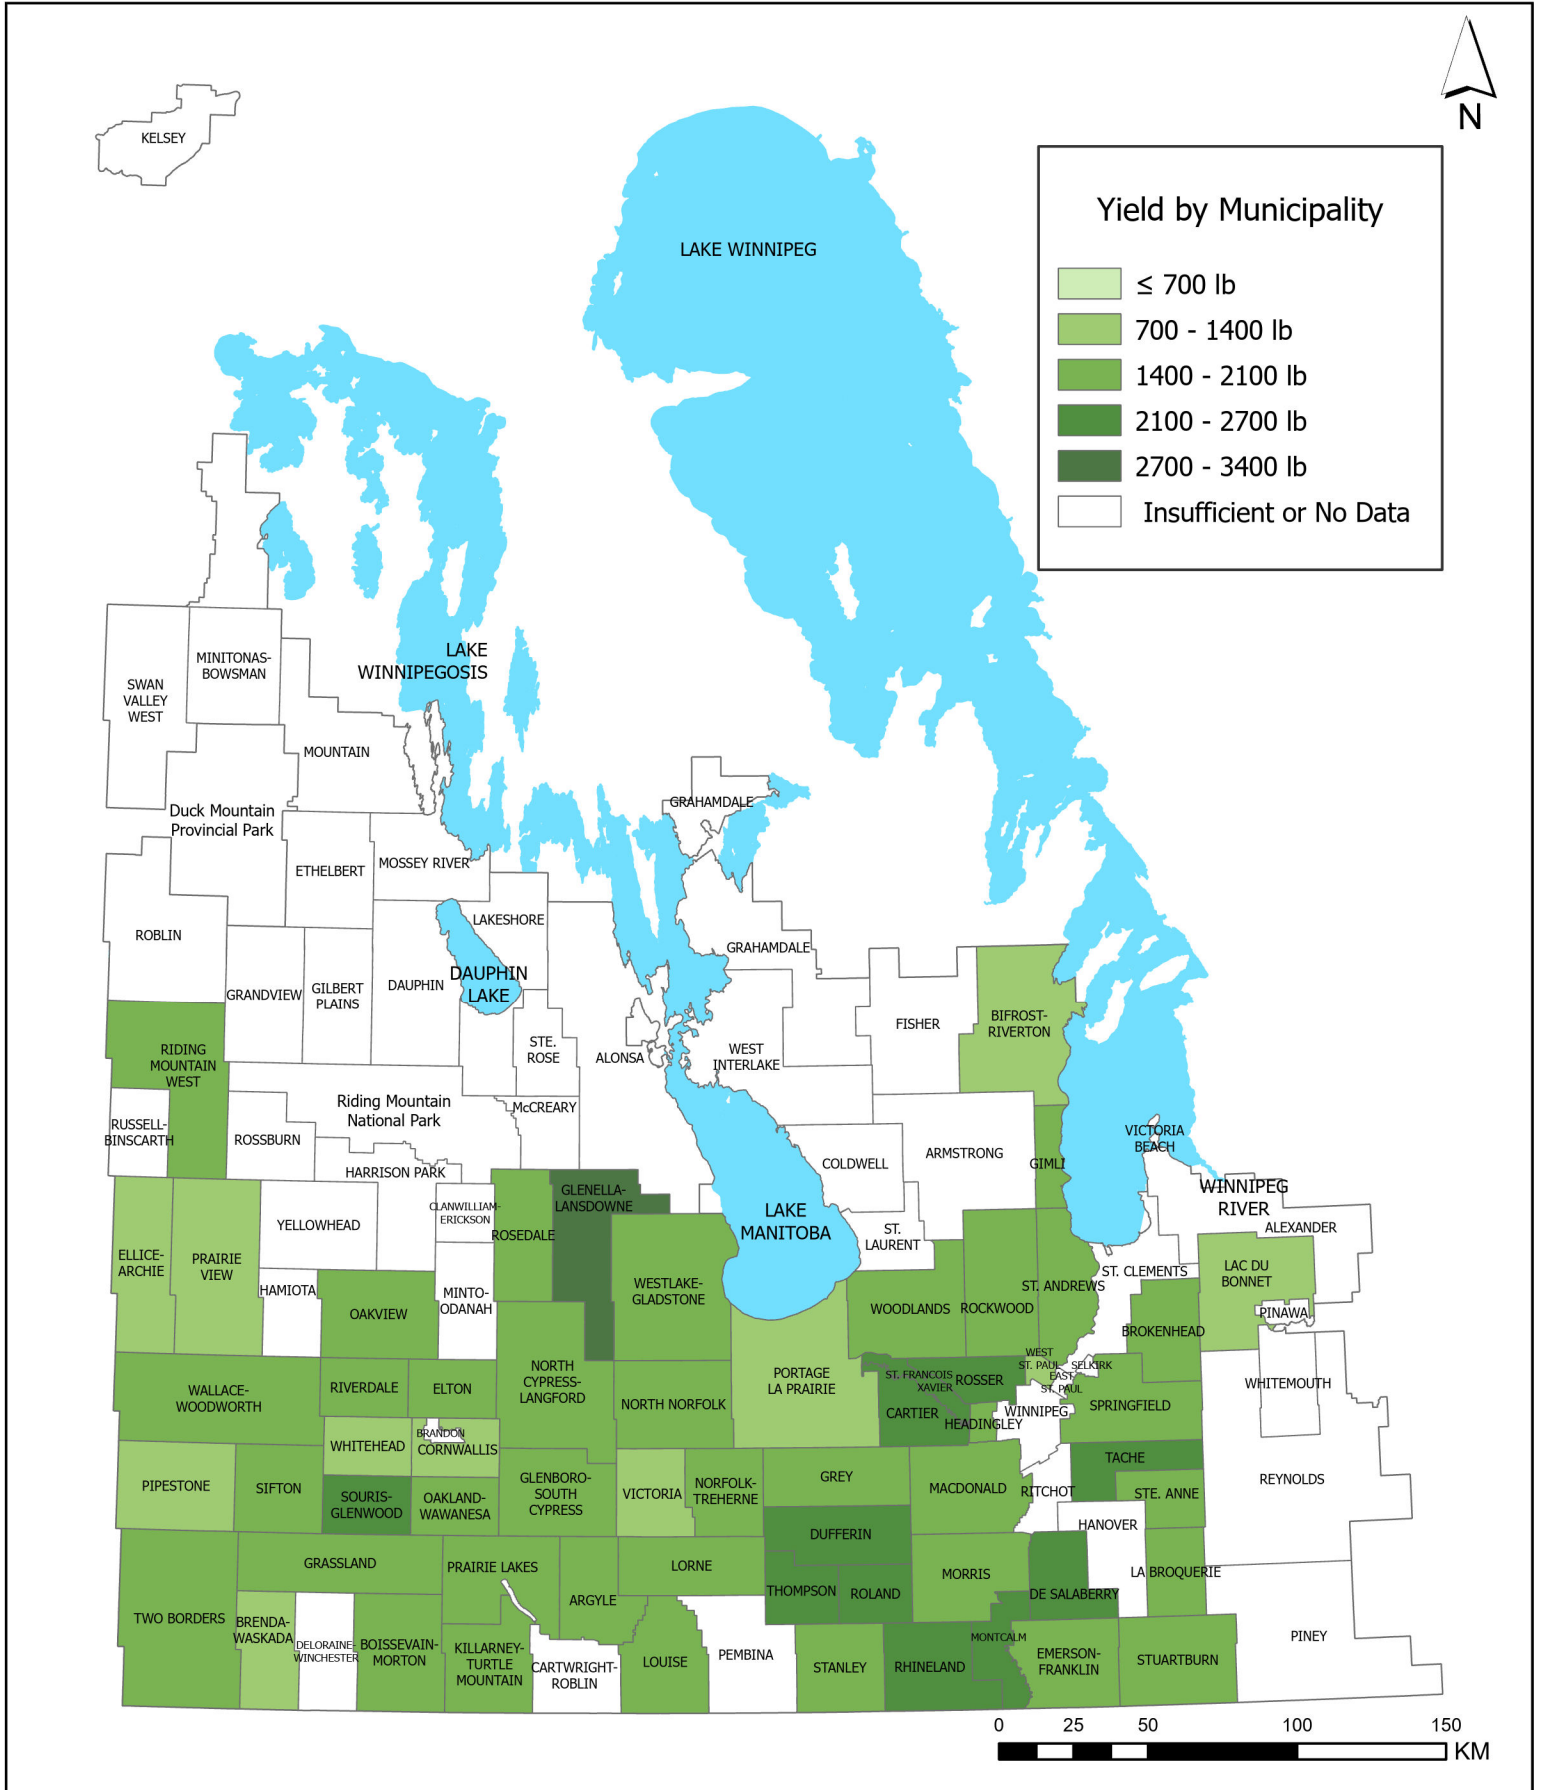 KELSEY
N
LAKE WINNIPEG
Yield by Municipality
≤ 700 lb
700 - 1400 lb
1400 - 2100 lb
2100 - 2700 lb
2700 - 3400 lb
Insufficient or No Data
LAKE
WINNIPEGOSIS
MINITONAS-
BOWSMAN
SWAN
VALLEY
WEST
MOUNTAIN
Duck Mountain
Provincial Park
GRAHAMDALE
ETHELBERT
MOSSEY RIVER
LAKESHORE
ROBLIN
GRAHAMDALE
DAUPHIN
LAKE
DAUPHIN
GRANDVIEW
GILBERT
PLAINS
FISHER
BIFROST-
RIVERTON
STE.
ROSE
ALONSA
WEST
INTERLAKE
RIDING
MOUNTAIN
WEST
Riding Mountain
National Park
McCREARY
RUSSELL-
BINSCARTH
ROSSBURN
HARRISON PARK
COLDWELL
ARMSTRONG
GIMLI
VICTORIA
BEACH
WINNIPEG
RIVER
ALEXANDER
GLENELLA-
LANSDOWNE
CLANWILLIAM-
ERICKSON
YELLOWHEAD
ROSEDALE
LAKE
MANITOBA
ST.
LAURENT
ELLICE-
ARCHIE
PRAIRIE
VIEW
HAMIOTA
OAKVIEW
MINTO-
ODANAH
WESTLAKE-
GLADSTONE
WOODLANDS
ROCKWOOD
ST. ANDREWS
ST. CLEMENTS
LAC DU
BONNET
PINAWA
BROKENHEAD
WALLACE-
WOODWORTH
RIVERDALE
ELTON
NORTH
CYPRESS-
LANGFORD
NORTH NORFOLK
PORTAGE
LA PRAIRIE
ST. FRANCOIS
XAVIER
ROSSER
WEST
ST. PAUL
SELKIRK
EAST
ST. PAUL
CARTIER
HEADINGLEY
WINNIPEG
SPRINGFIELD
WHITEMOUTH
WHITEHEAD
BRANDON
CORNWALLIS
PIPESTONE
SIFTON
SOURIS-
GLENWOOD
OAKLAND-
WAWANESA
GLENBORO-
SOUTH
CYPRESS
VICTORIA
NORFOLK-
TREHERNE
GREY
MACDONALD
RITCHOT
TACHE
STE. ANNE
REYNOLDS
HANOVER
DUFFERIN
GRASSLAND
PRAIRIE LAKES
LORNE
ARGYLE
THOMPSON
ROLAND
MORRIS
DE SALABERRY
LA BROQUERIE
TWO BORDERS
BRENDA-
WASKADA
DELORAINE-
WINCHESTER
BOISSEVAIN-
MORTON
KILLARNEY-
TURTLE
MOUNTAIN
CARTWRIGHT-
ROBLIN
LOUISE
PEMBINA
STANLEY
RHINELAND
MONTCALM
EMERSON-
FRANKLIN
STUARTBURN
PINEY
0 25 50 100 150
KM